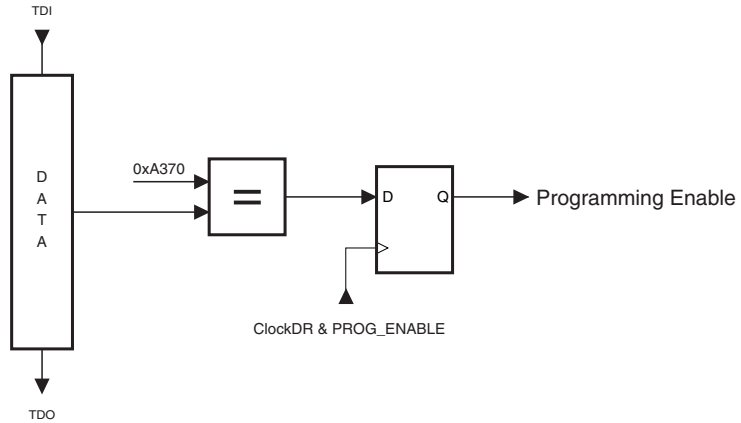 TDI
D
A
T
A
0xA370
=
D
Q
Programming Enable
ClockDR & PROG_ENABLE
TDO